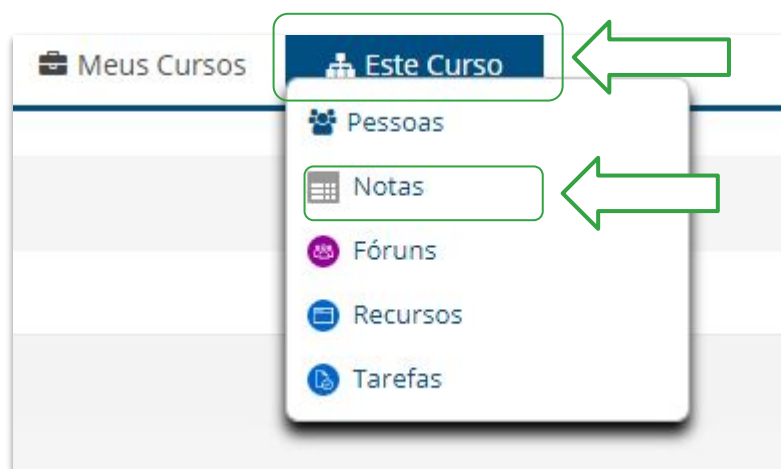 Meus Cursos
Este Curso
Pessoas
Notas
Fóruns
Recursos
Tarefas